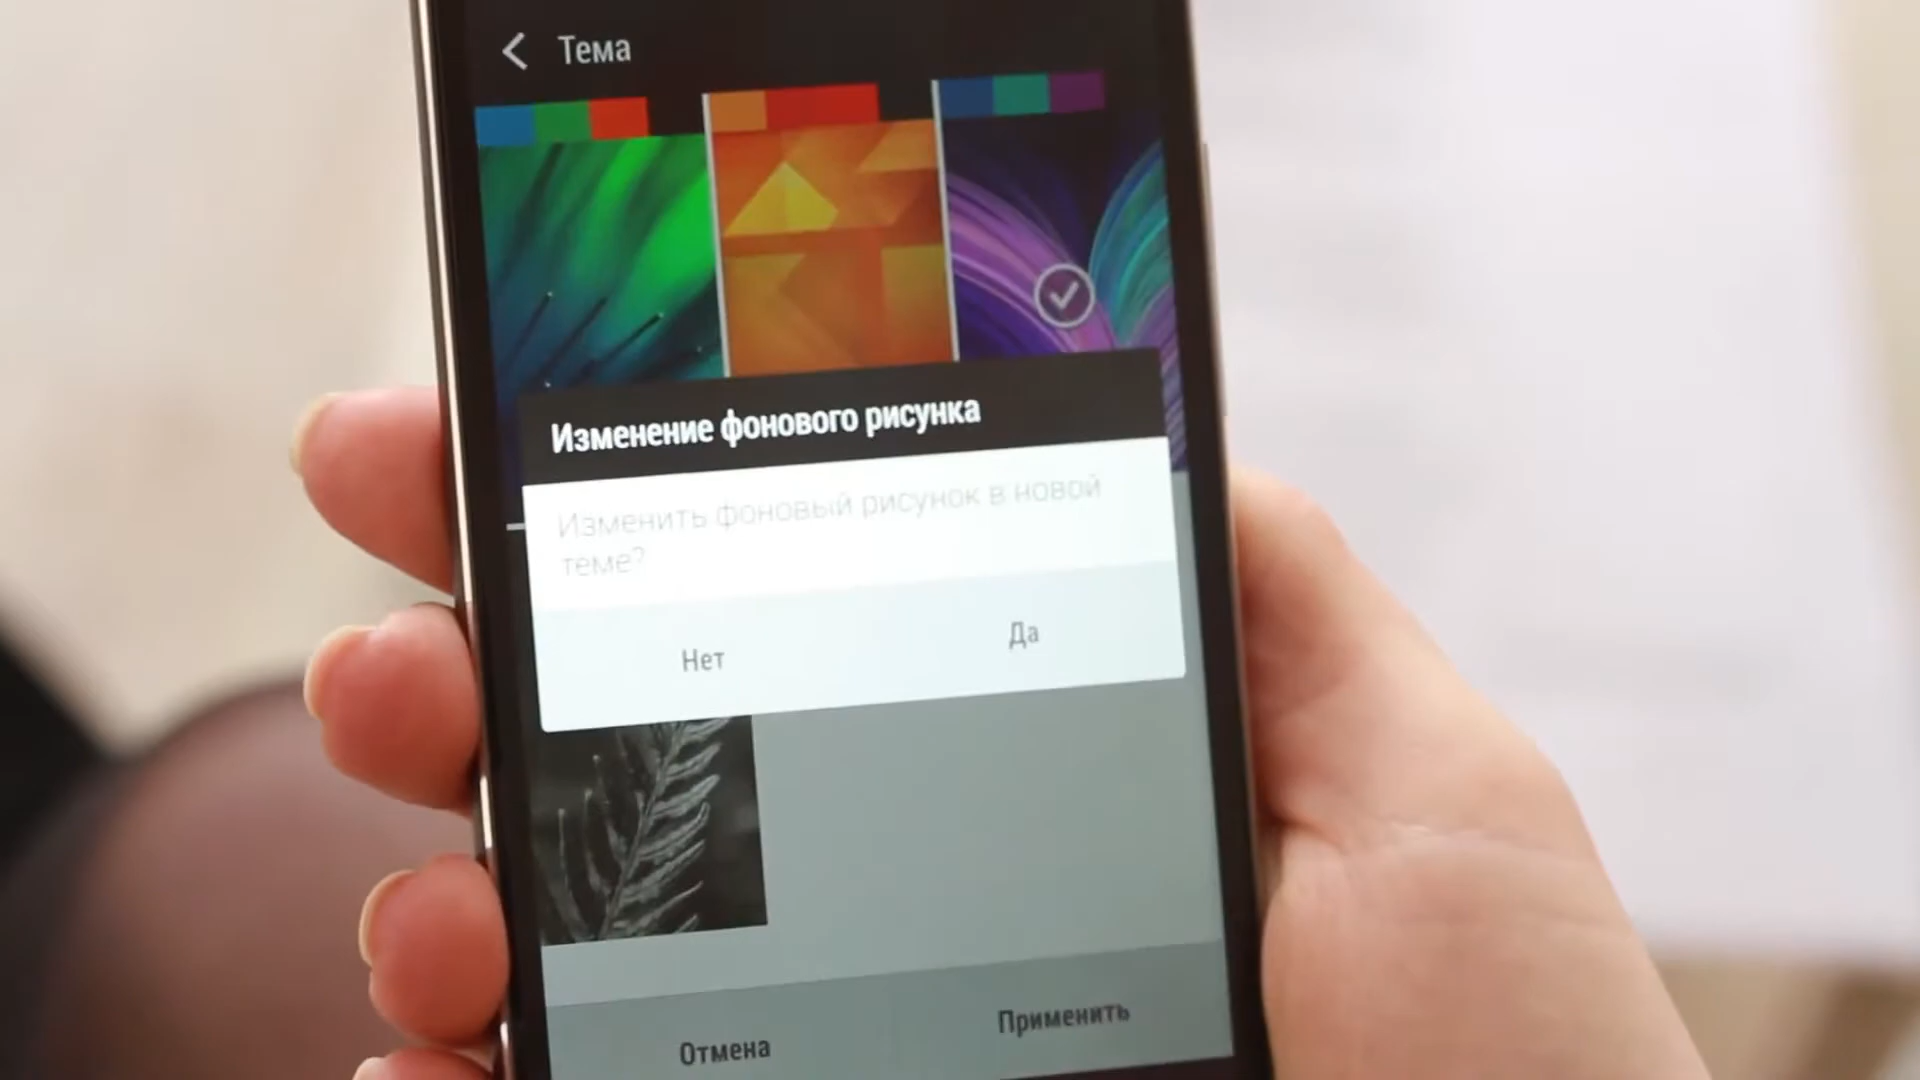 Тема
Изменение фонового рисунка
Изменить фоновый рисунок в новой
теме?
Нет
Да
Отмена
Применить